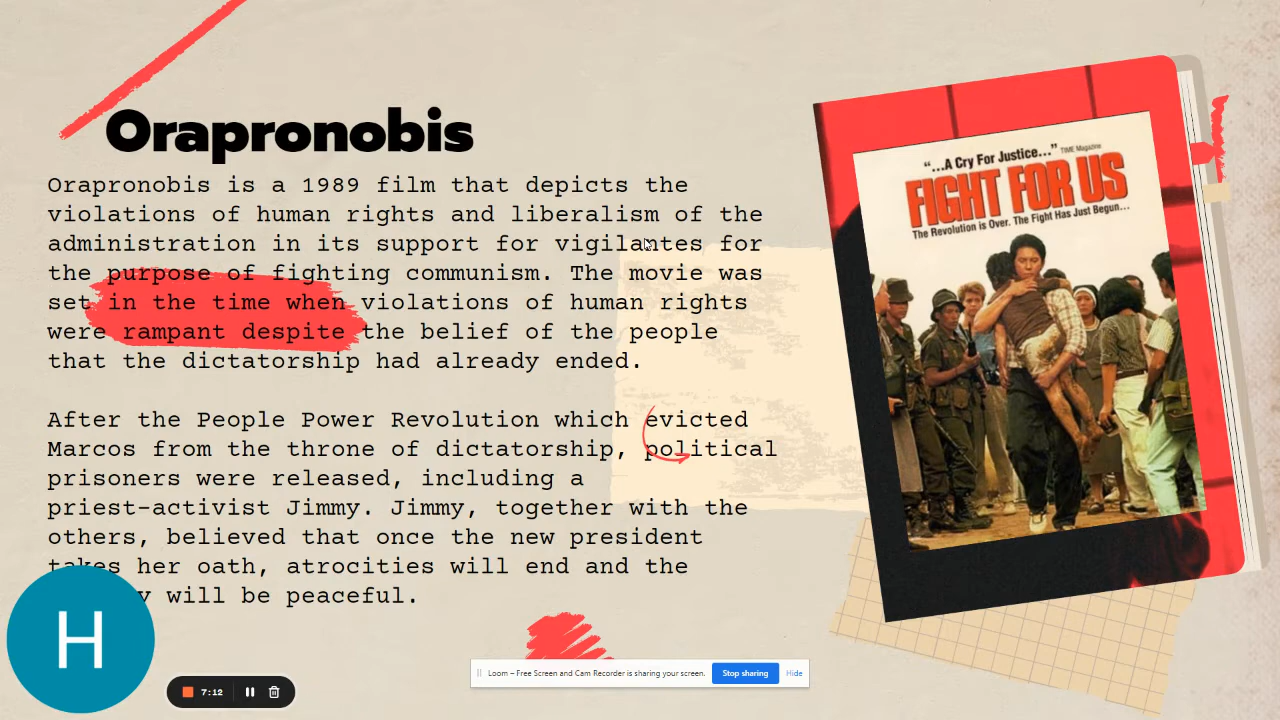 Orapronobis
Orapronobis is a 1989 film that depicts the
violations of human rights and liberalism of the
administration in its support for vigilantes for
the purpose of fighting communism. The movie was
set in the time when violations of human rights
were rampant despite the belief of the people
that the dictatorship had already ended.
After the People Power Revolution which evicted
Marcos from the throne of dictatorship, political
prisoners were released, including a
priest-activist Jimmy. Jimmy, together with the
others, believed that once the new president
takes her oath, atrocities will end and the
will be peaceful.
"...A Cry For Justice..." TIME Magazine
FIGHT FOR US
The Revolution is Over. The Fight Has Just Begun...
H
7:12
Loom – Free Screen and Cam Recorder is sharing your screen. Stop sharing Hide